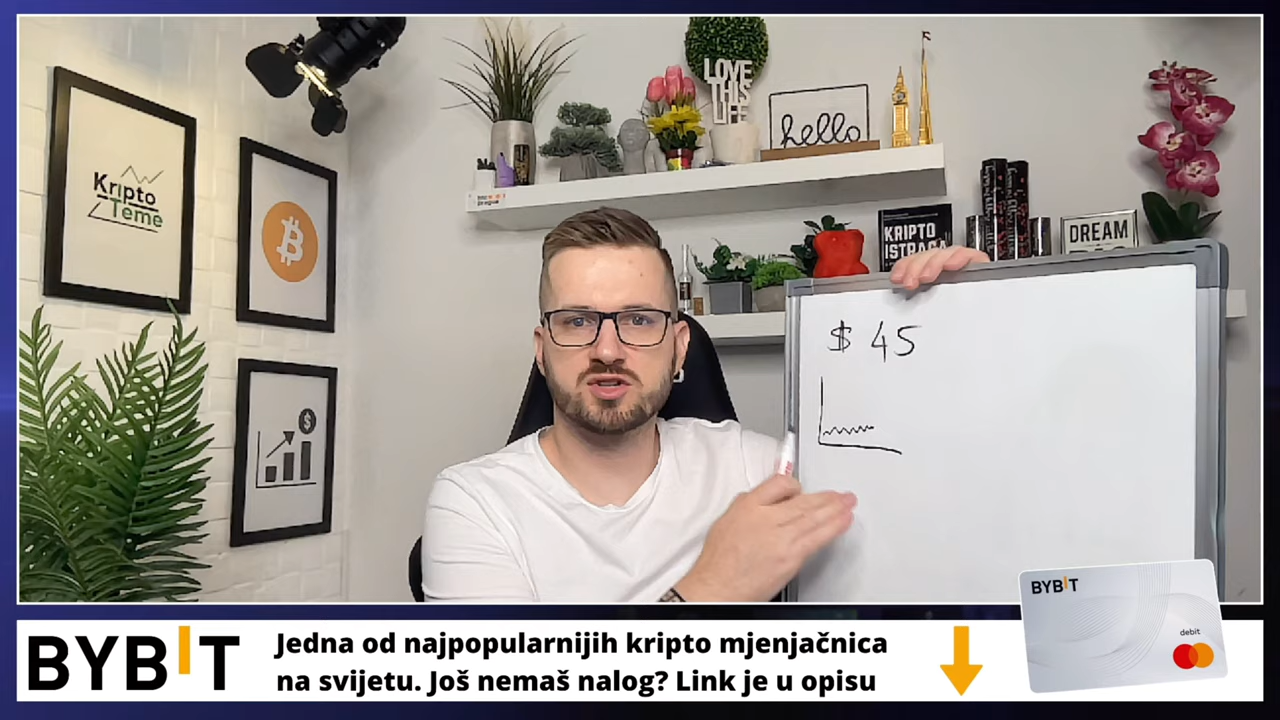 Kripto
Teme
LOVE
THIS
LIFE
hello
KRIPTO
ISTRAGA
DREAM
$ 45
BYBIT
debit
BYBIT
Jedna od najpopularnijih kripto mjenjačnica
na svijetu. Još nemaš nalog? Link je u opisu